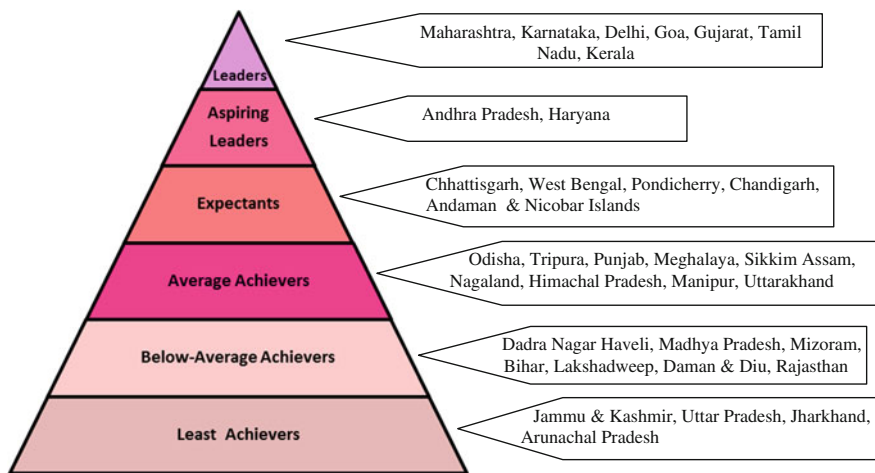 Leaders
Maharashtra, Karnataka, Delhi, Goa, Gujarat, Tamil
Nadu, Kerala
Aspiring
Leaders
Andhra Pradesh, Haryana
Expectants
Chhattisgarh, West Bengal, Pondicherry, Chandigarh,
Andaman & Nicobar Islands
Average Achievers
Odisha, Tripura, Punjab, Meghalaya, Sikkim Assam,
Nagaland, Himachal Pradesh, Manipur, Uttarakhand
Below-Average Achievers
Dadra Nagar Haveli, Madhya Pradesh, Mizoram,
Bihar, Lakshadweep, Daman & Diu, Rajasthan
Least Achievers
Jammu & Kashmir, Uttar Pradesh, Jharkhand,
Arunachal Pradesh